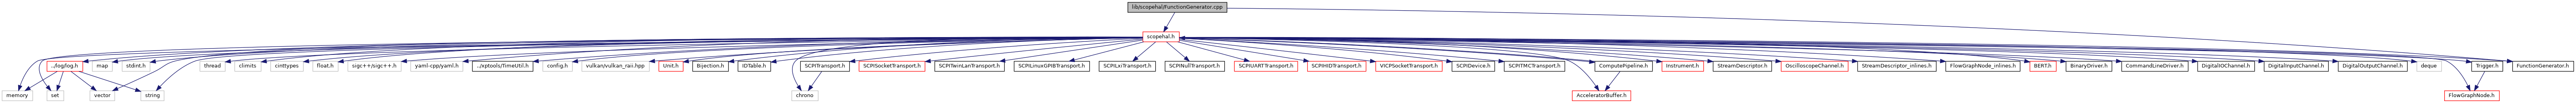 lib/scopehal/FunctionGenerator.cpp
scopehal.h
../log/log.h
map
stdint.h
thread
climits
cinttypes
float.h
sigc++/sigc++.h
yaml-cpp/yaml.h
../xptools/TimeUtil.h
config.h
vulkan/vulkan_raii.hpp
Unit.h
Bijection.h
IDTable.h
SCPITransport.h
SCPISocketTransport.h
SCPITwinLanTransport.h
SCPILinuxGPIBTransport.h
SCPILxiTransport.h
SCPINullTransport.h
SCPIUARTTransport.h
SCPIHIDTransport.h
VICPSocketTransport.h
SCPIDevice.h
SCPITMCTransport.h
ComputePipeline.h
Instrument.h
StreamDescriptor.h
OscilloscopeChannel.h
StreamDescriptor_inlines.h
FlowGraphNode_inlines.h
BERT.h
BinaryDriver.h
CommandLineDriver.h
DigitalIOChannel.h
DigitalInputChannel.h
DigitalOutputChannel.h
deque
Trigger.h
FunctionGenerator.h
memory
set
vector
string
chrono
AcceleratorBuffer.h
FlowGraphNode.h